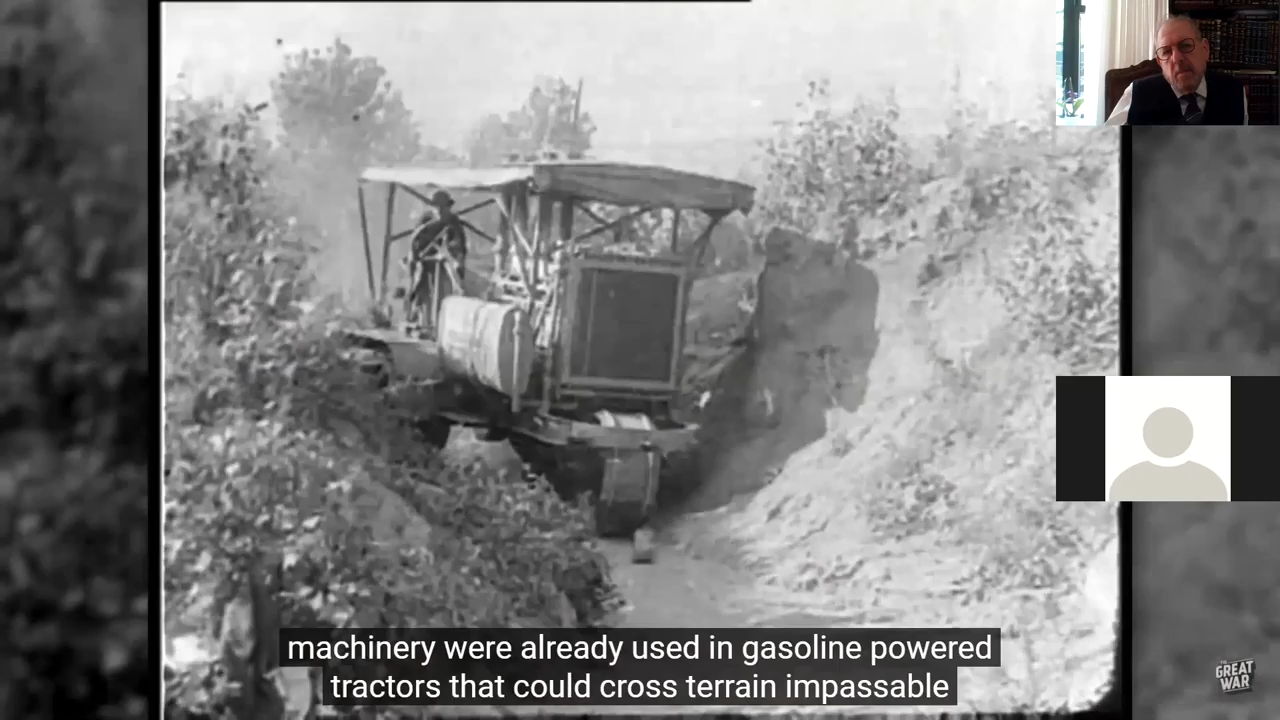 machinery were already used in gasoline powered
tractors that could cross terrain impassable
THE
GREAT
WAR